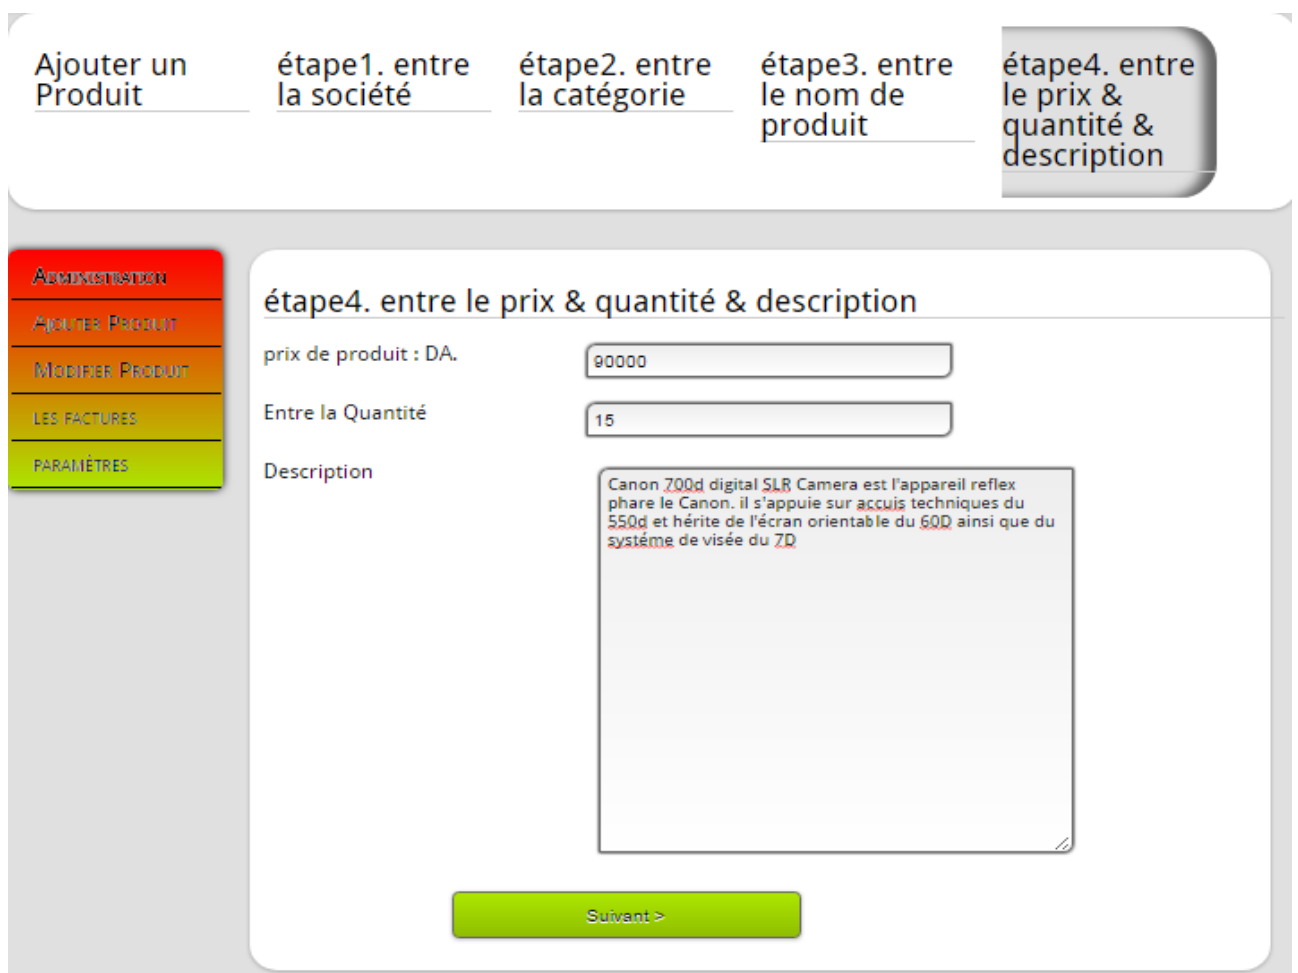 Ajouter un
Produit
étape1. entre
la société
étape2. entre
la catégorie
étape3. entre
le nom de
produit
étape4. entre
le prix &
quantité &
description
Administration
Ajouter Produit
Modifier Produit
les factures
paramètres
étape4. entre le prix & quantité & description
prix de produit : DA.
90000
Entre la Quantité
15
Description
Canon 700d digital SLR Camera est l'appareil reflex
phare le Canon. il s'appuie sur accuis techniques du
550d et hérite de l'écran orientable du 60D ainsi que du
systéme de visée du 7D
Suivant >